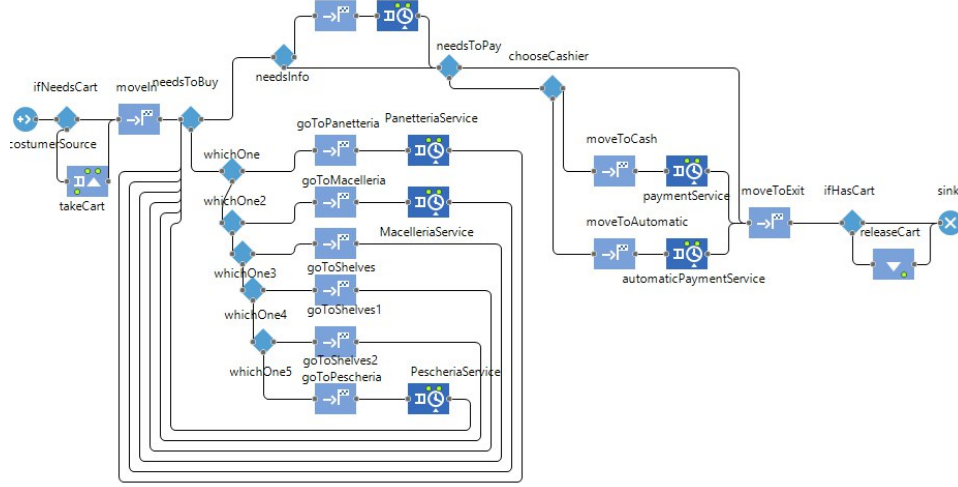 needsToPay
chooseCashier
needsInfo
ifNeedsCart
moveIn
needsToBuy
:ostumerSource
takeCart
goToPanetteria
PanetteriaService
whichOne
goToMacelleria
whichOne2
MacelleriaService
goToShelves
whichOne3
goToShelves1
whichOne4
goToShelves2
whichOne5
goToPescheria
PescheriaService
moveToCash
paymentService
moveToAutomatic
automaticPaymentService
moveToExit
ifHasCart
sink
releaseCart